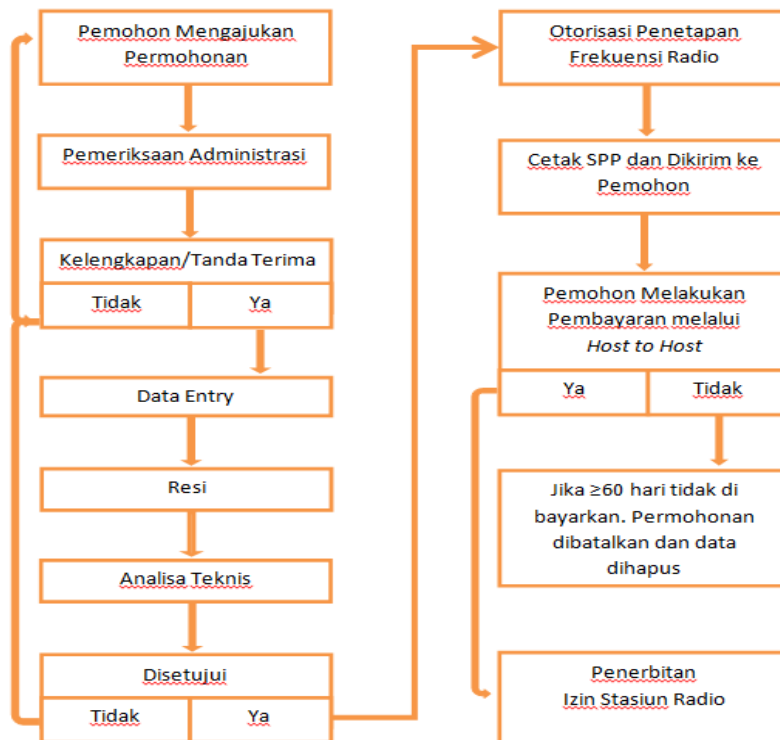 Pemohon Mengajukan
Permohonan
Pemeriksaan Administrasi
Kelengkapan/Tanda Terima
Tidak
Ya
Data Entry
Resi
Analisa Teknis
Disetujui
Tidak
Ya
Otorisasi Penetapan
Frekuensi Radio
Cetak SPP dan Dikirim ke
Pemohon
Pemohon Melakukan
Pembayaran melalui
Host to Host
Ya
Tidak
Jika ≥60 hari tidak di
bayarkan. Permohonan
dibatalkan dan data
dihapus
Penerbitan
Izin Stasiun Radio